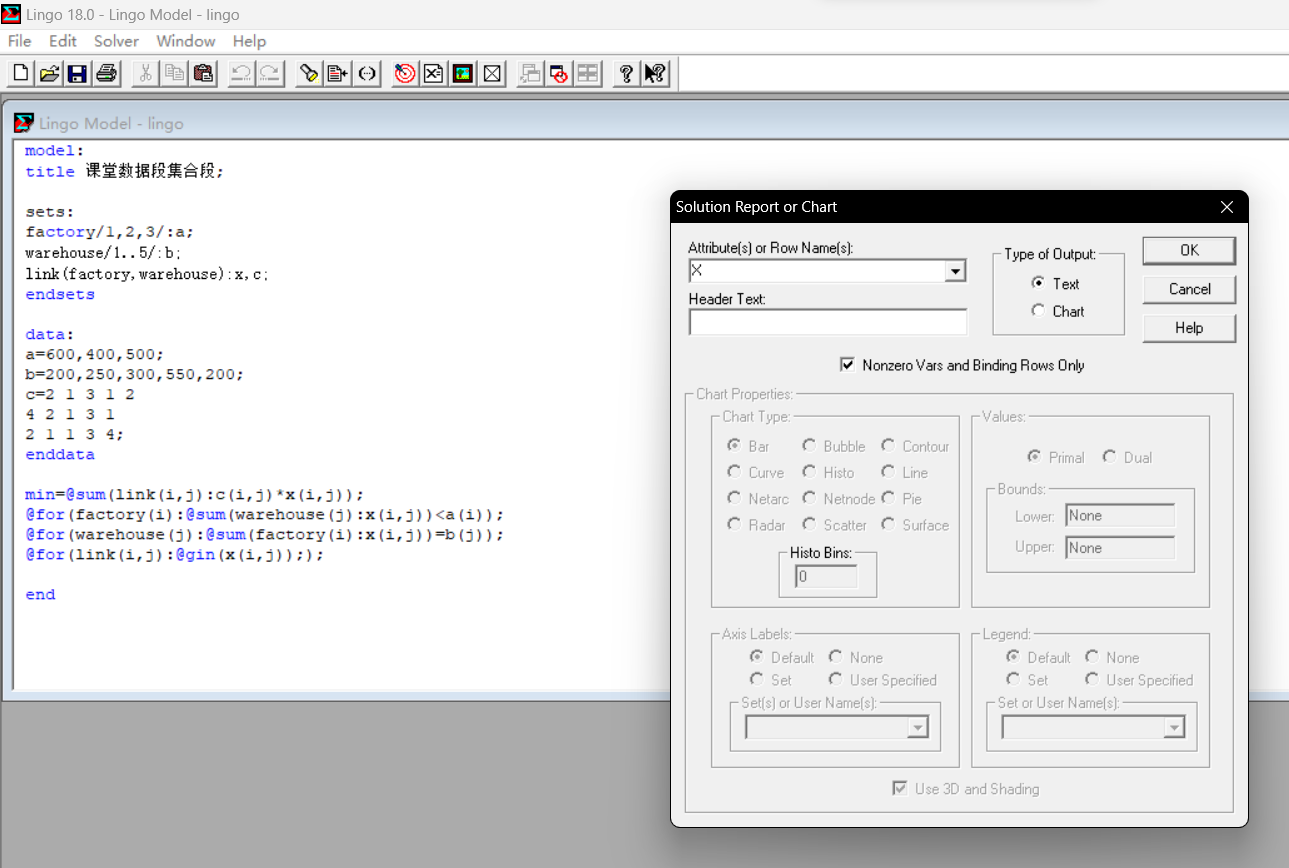 Lingo 18.0 - Lingo Model - lingo
File Edit Solver Window Help
Lingo Model - lingo
model:
title 课堂数据段集合段;
sets:
factory/1,2,3/:a;
warehouse/1..5/:b;
link(factory,warehouse):x,c;
endsets
data:
a=600,400,500;
b=200,250,300,550,200;
c=2 1 3 1 2
4 2 1 3 1
2 1 1 3 4;
enddata
min=@sum(link(i,j):c(i,j)*x(i,j));
@for(factory(i):@sum(warehouse(j):x(i,j))<a(i));
@for(warehouse(j):@sum(factory(i):x(i,j))=b(j));
@for(link(i,j):@gin(x(i,j)););
end
Solution Report or Chart
Attribute(s) or Row Name(s):
X
Header Text:
Type of Output:
Text
Chart
OK
Cancel
Help
Nonzero Vars and Binding Rows Only
Chart Properties:
Chart Type:
Bar Bubble Contour
Curve Histo Line
Netarc Netnode Pie
Radar Scatter Surface
Histo Bins:
0
Values:
Primal Dual
Bounds:
Lower: None
Upper: None
Axis Labels:
Default None
Set User Specified
Set(s) or User Name(s):
Legend:
Default None
Set User Specified
Set or User Name(s):
Use 3D and Shading